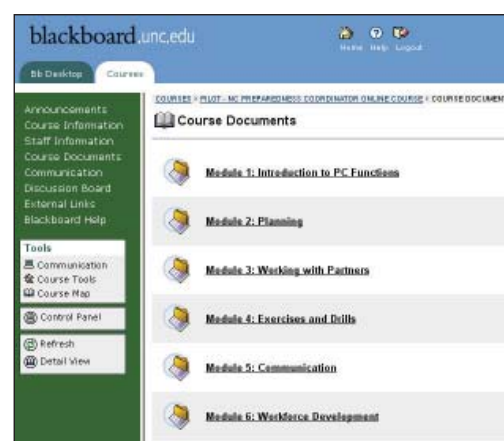 blackboard.unc.edu
Home Help Logout
Bb Desktop Courses
COURSES > PILOT - NC PREPAREDNESS COORDINATOR ONLINE COURSE > COURSE DOCUMENT
Course Documents
Announcements
Course Information
Staff Information
Course Documents
Communication
Discussion Board
External Links
Blackboard Help
Tools
Communication
Course Tools
Course Map
Control Panel
Refresh
Detail View
Module 1: Introduction to PC Functions
Module 2: Planning
Module 3: Working with Partners
Module 4: Exercises and Drills
Module 5: Communication
Module 6: Workforce Development